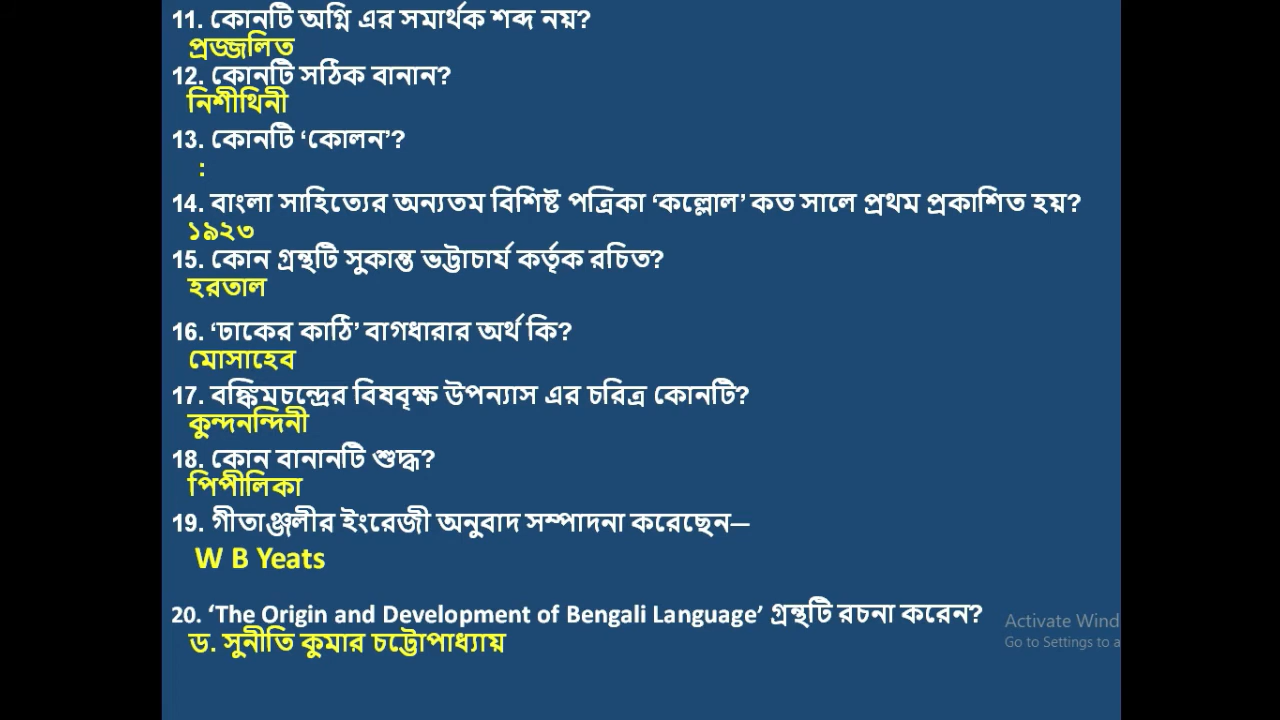 11. কোনটি অগ্নি এর সমার্থক শব্দ নয়?
প্রজ্জলিত
12. কোনটি সঠিক বানান?
নিশীথিনী
13. কোনটি ‘কোলন’?
:
14. বাংলা সাহিত্যের অন্যতম বিশিষ্ট পত্রিকা ‘কল্লোল’ কত সালে প্রথম প্রকাশিত হয়?
১৯২৩
15. কোন গ্রন্থটি সুকান্ত ভট্টাচার্য কর্তৃক রচিত?
হরতাল
16. ‘ঢাকের কাঠি’ বাগধারার অর্থ কি?
মোসাহেব
17. বঙ্কিমচন্দ্রের বিষবৃক্ষ উপন্যাস এর চরিত্র কোনটি?
কুন্দনন্দিনী
18. কোন বানানটি শুদ্ধ?
পিপীলিকা
19. গীতাঞ্জলীর ইংরেজী অনুবাদ সম্পাদনা করেছেন—
W B Yeats
20. ‘The Origin and Development of Bengali Language’ গ্রন্থটি রচনা করেন?
ড. সুনীতি কুমার চট্টোপাধ্যায়
Activate Wind
Go to Settings to a